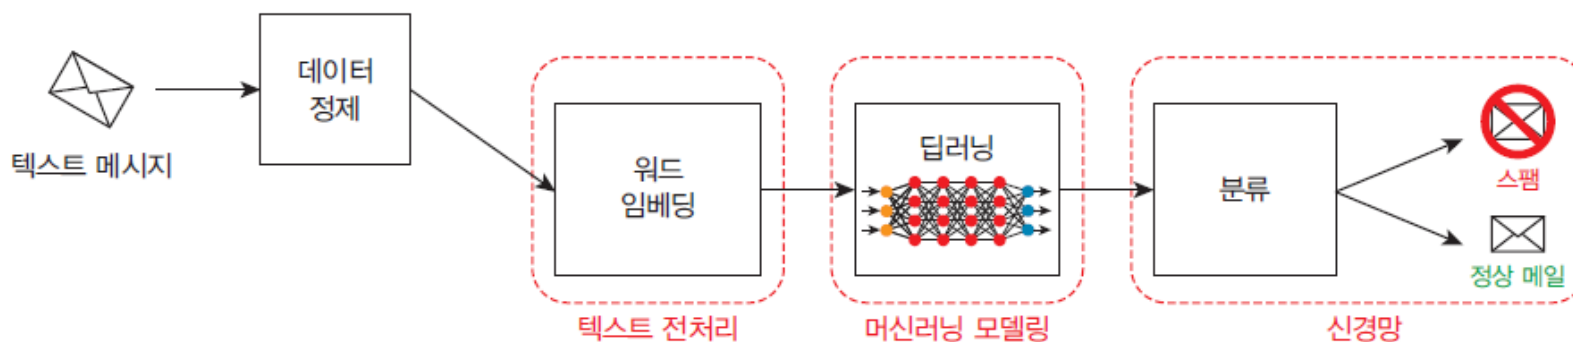 텍스트 메시지
데이터
정제
워드
임베딩
텍스트 전처리
딥러닝
머신러닝 모델링
분류
스팸
정상 메일
신경망